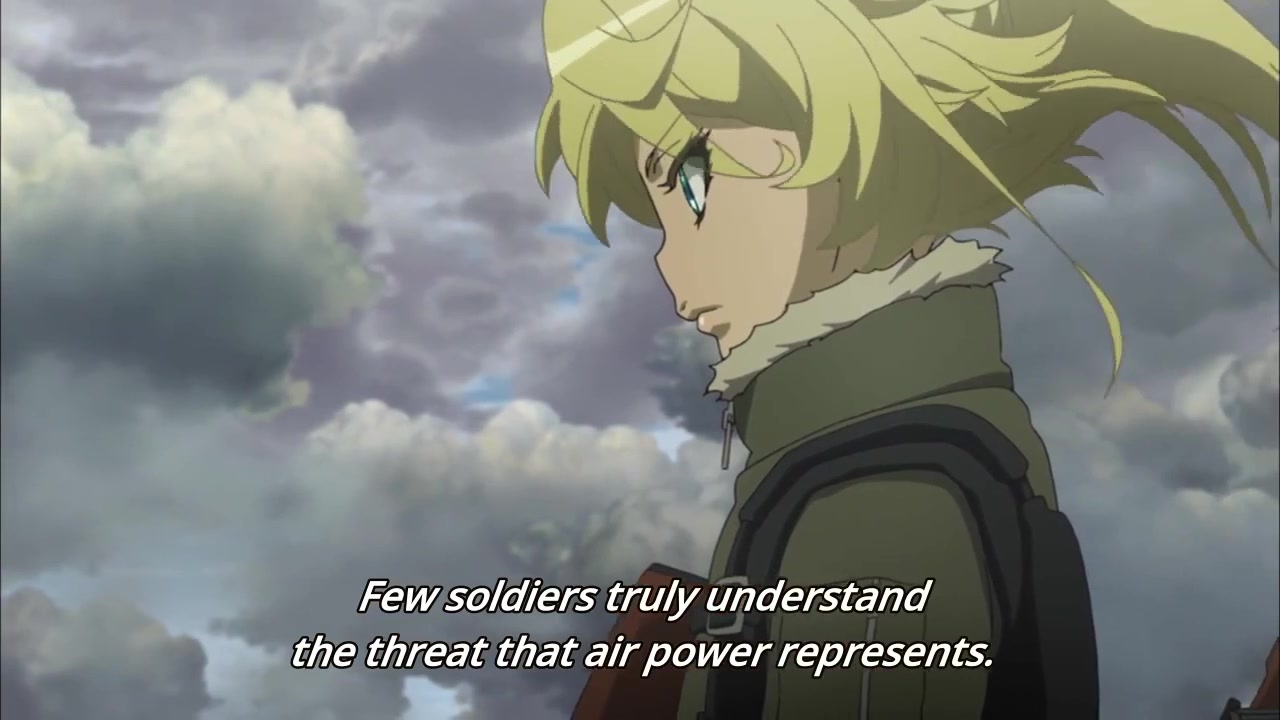 Few soldiers truly understand
the threat that air power represents.